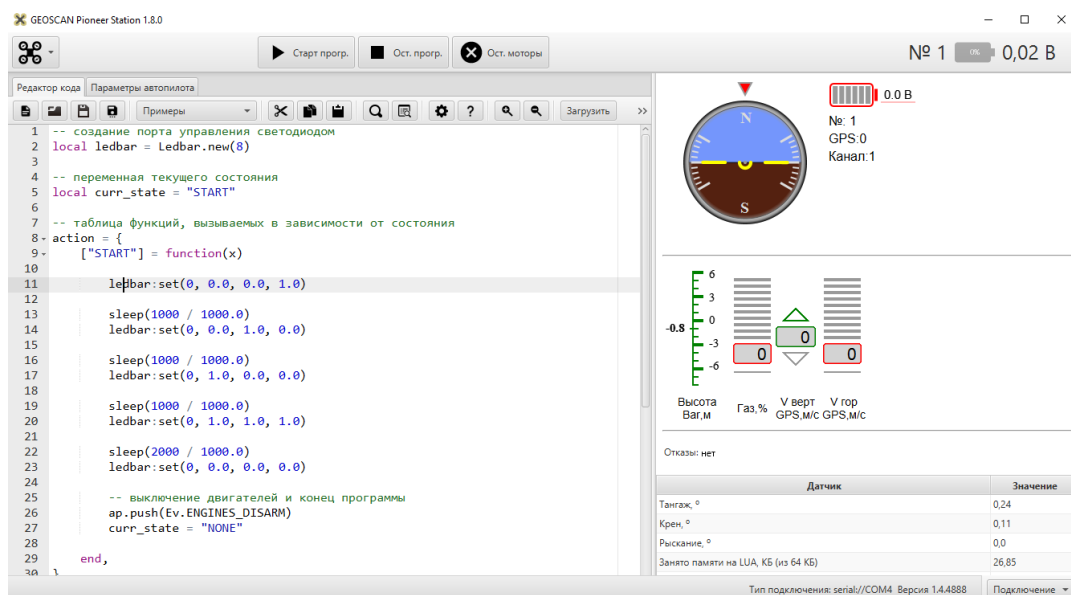 GEOSCAN Pioneer Station 1.8.0
Старт прогр.
Ост. прогр.
Ост. моторы
№ 1
0%
0,02 В
Редактор кода
Параметры автопилота
Примеры
?
Загрузить
>>
1 -- создание порта управления светодиодом
2 local ledbar = Ledbar.new(8)
3
4 -- переменная текущего состояния
5 local curr_state = "START"
6
7 -- таблица функций, вызываемых в зависимости от состояния
8 action = {
9 ["START"] = function(x)
10
11 ledbar:set(0, 0.0, 0.0, 1.0)
12
13 sleep(1000 / 1000.0)
14 ledbar:set(0, 0.0, 1.0, 0.0)
15
16 sleep(1000 / 1000.0)
17 ledbar:set(0, 1.0, 0.0, 0.0)
18
19 sleep(1000 / 1000.0)
20 ledbar:set(0, 1.0, 1.0, 1.0)
21
22 sleep(2000 / 1000.0)
23 ledbar:set(0, 0.0, 0.0, 0.0)
24
25 -- выключение двигателей и конец программы
26 ap.push(Ev.ENGINES_DISARM)
27 curr_state = "NONE"
28
29 end,
30 }
N
S
0.0 В
№: 1
GPS:0
Канал:1
6
3
0
-3
-6
-0.8
0
0
0
Высота Ваг,м
Газ,%
V верт GPS,м/с
V гор GPS,м/с
Отказы: нет
Датчик Значение
Тангаж, ° 0,24
Крен, ° 0,11
Рыскание, ° 0,0
Занято памяти на LUA, КБ (из 64 КБ) 26,85
Тип подключения: serial://COM4 Версия 1.4.4888
Подключение